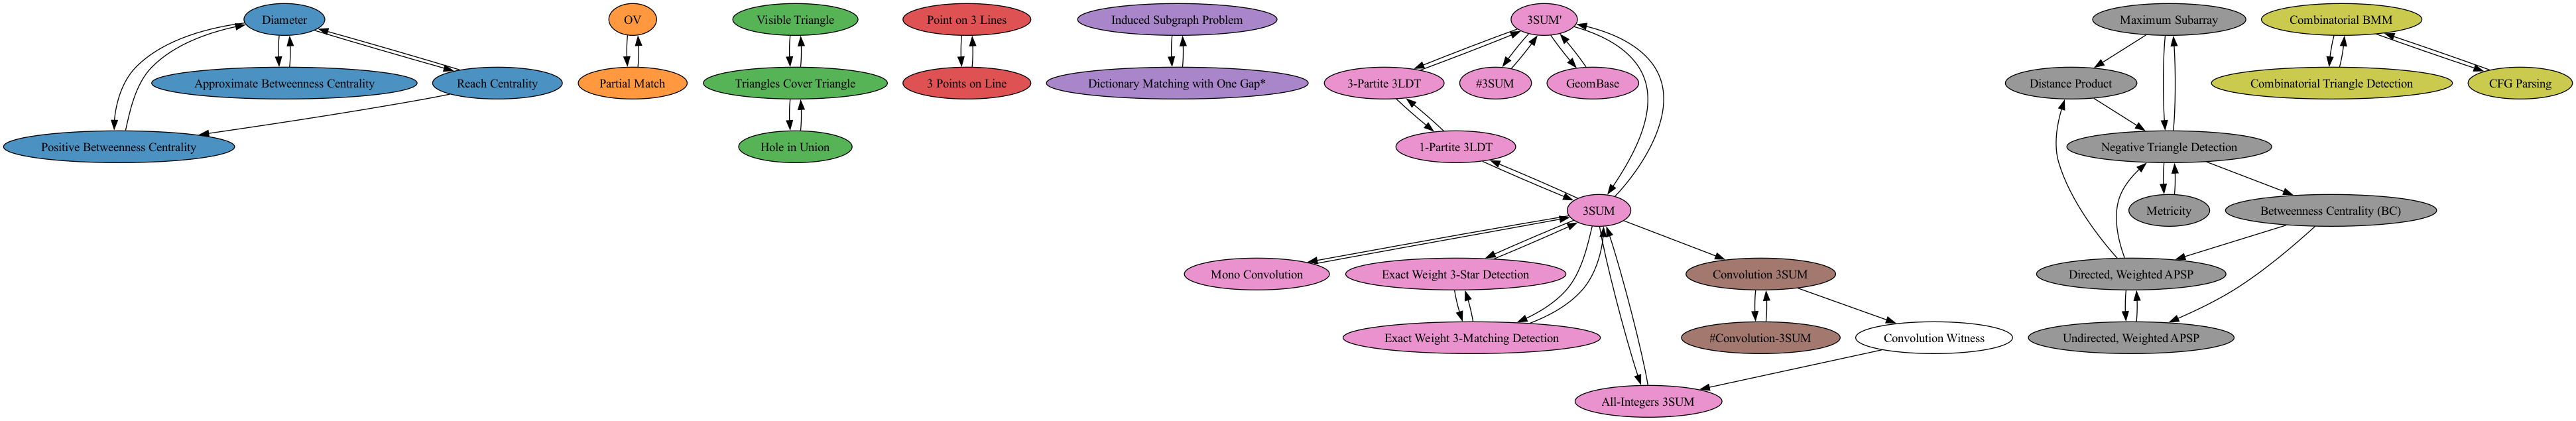 Diameter
OV
Visible Triangle
Point on 3 Lines
Induced Subgraph Problem
3SUM'
Maximum Subarray
Combinatorial BMM
Approximate Betweenness Centrality
Reach Centrality
Partial Match
Triangles Cover Triangle
3 Points on Line
Dictionary Matching with One Gap*
3-Partite 3LDT
#3SUM
GeomBase
Distance Product
Combinatorial Triangle Detection
CFG Parsing
Positive Betweenness Centrality
Hole in Union
1-Partite 3LDT
Negative Triangle Detection
3SUM
Metricity
Betweenness Centrality (BC)
Mono Convolution
Exact Weight 3-Star Detection
Convolution 3SUM
Directed, Weighted APSP
Exact Weight 3-Matching Detection
#Convolution-3SUM
Convolution Witness
Undirected, Weighted APSP
All-Integers 3SUM